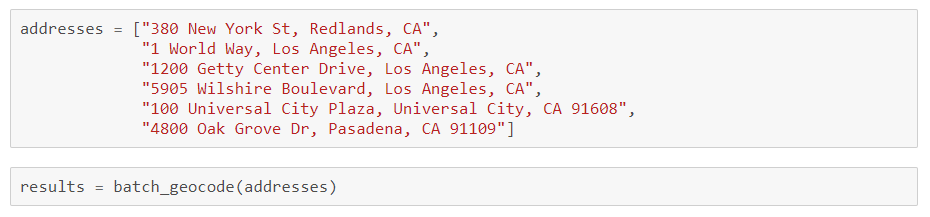 addresses = ["380 New York St, Redlands, CA",
"1 World Way, Los Angeles, CA",
"1200 Getty Center Drive, Los Angeles, CA",
"5905 Wilshire Boulevard, Los Angeles, CA",
"100 Universal City Plaza, Universal City, CA 91608",
"4800 Oak Grove Dr, Pasadena, CA 91109"]
results = batch_geocode(addresses)